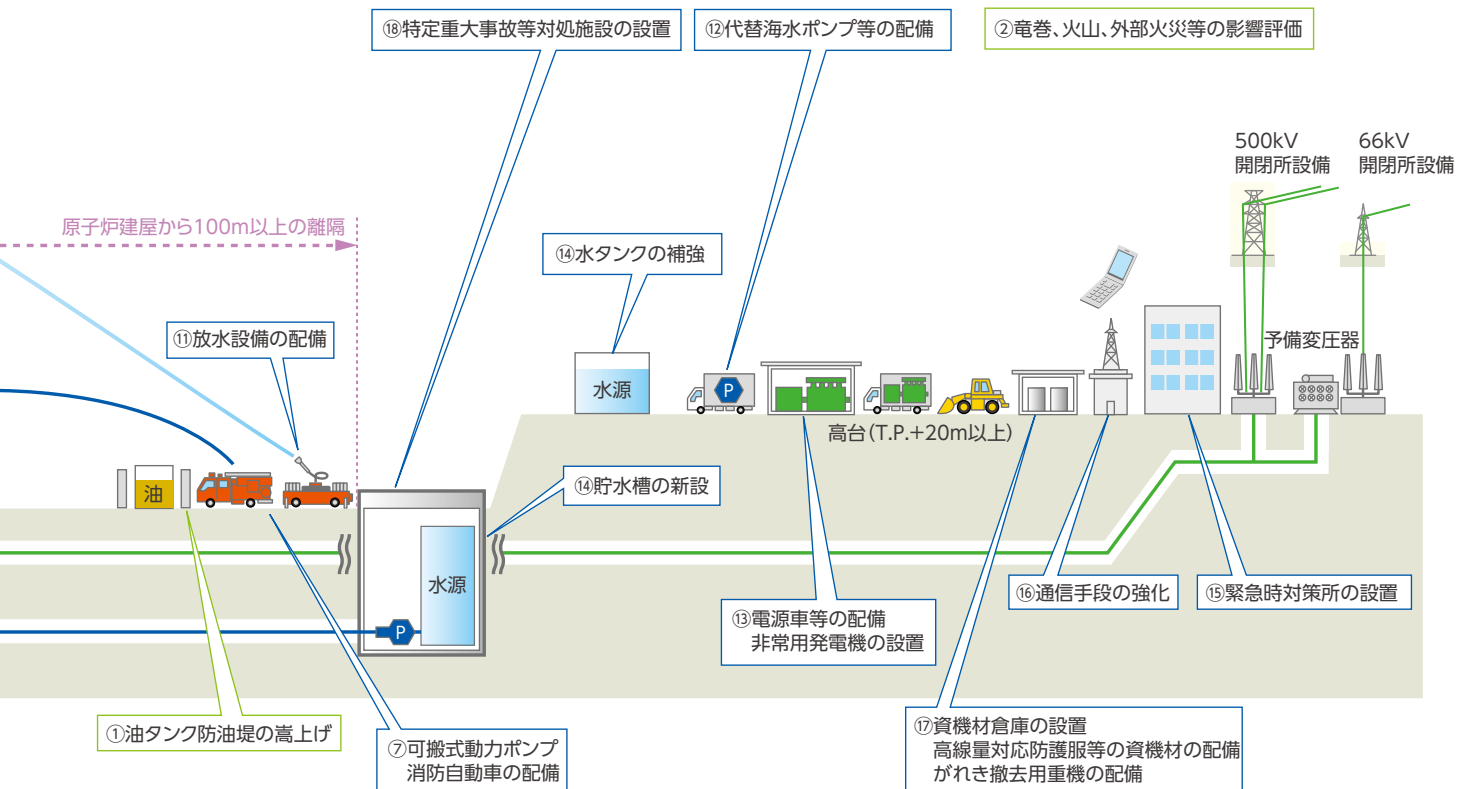 ⑱特定重大事故等対処施設の設置
⑫代替海水ポンプ等の配備
②竜巻、火山、外部火災等の影響評価
500kV
開閉所設備
66kV
開閉所設備
原子炉建屋から100m以上の離隔
⑭水タンクの補強
⑪放水設備の配備
予備変圧器
水源
P
高台（T.P.+20m以上）
油
⑭貯水槽の新設
水源
P
⑯通信手段の強化
⑮緊急時対策所の設置
⑬電源車等の配備
非常用発電機の設置
①油タンク防油堤の嵩上げ
⑦可搬式動力ポンプ
消防自動車の配備
⑰資機材倉庫の設置
高線量対応防護服等の資機材の配備
がれき撤去用重機の配備